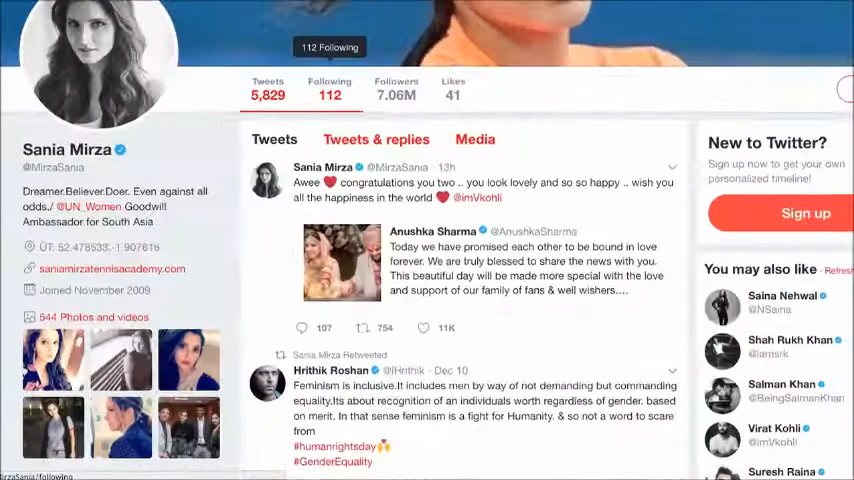 112 Following
Tweets Following Followers Likes
5,829 112 7.06M 41
Sania Mirza
@MirzaSania
Dreamer.Believer.Doer. Even against all
odds./ @UN_Women Goodwill
Ambassador for South Asia
ÜT: 52.478533,-1.907616
saniamirzatennisacademy.com
Joined November 2009
544 Photos and videos
Tweets Tweets & replies Media
Sania Mirza @MirzaSania · 13h
Awee ❤ congratulations you two .. you look lovely and so so happy .. wish you
all the happiness in the world ❤ @imVkohli
Anushka Sharma @AnushkaSharma
Today we have promised each other to be bound in love
forever. We are truly blessed to share the news with you.
This beautiful day will be made more special with the love
and support of our family of fans & well wishers....
107 754 11K
Sania Mirza Retweeted
Hrithik Roshan @iHrithik · Dec 10
Feminism is inclusive.It includes men by way of not demanding but commanding
equality.Its about recognition of an individuals worth regardless of gender. based
on merit. In that sense feminism is a fight for Humanity. & so not a word to scare
from
#humanrightsday🙌
#GenderEquality
New to Twitter?
Sign up now to get your own
personalized timeline!
Sign up
You may also like · Refresh
Saina Nehwal
@NSaina
Shah Rukh Khan
@iamsrk
Salman Khan
@BeingSalmanKhan
Virat Kohli
@imVkohli
Suresh Raina
irzaSania/following